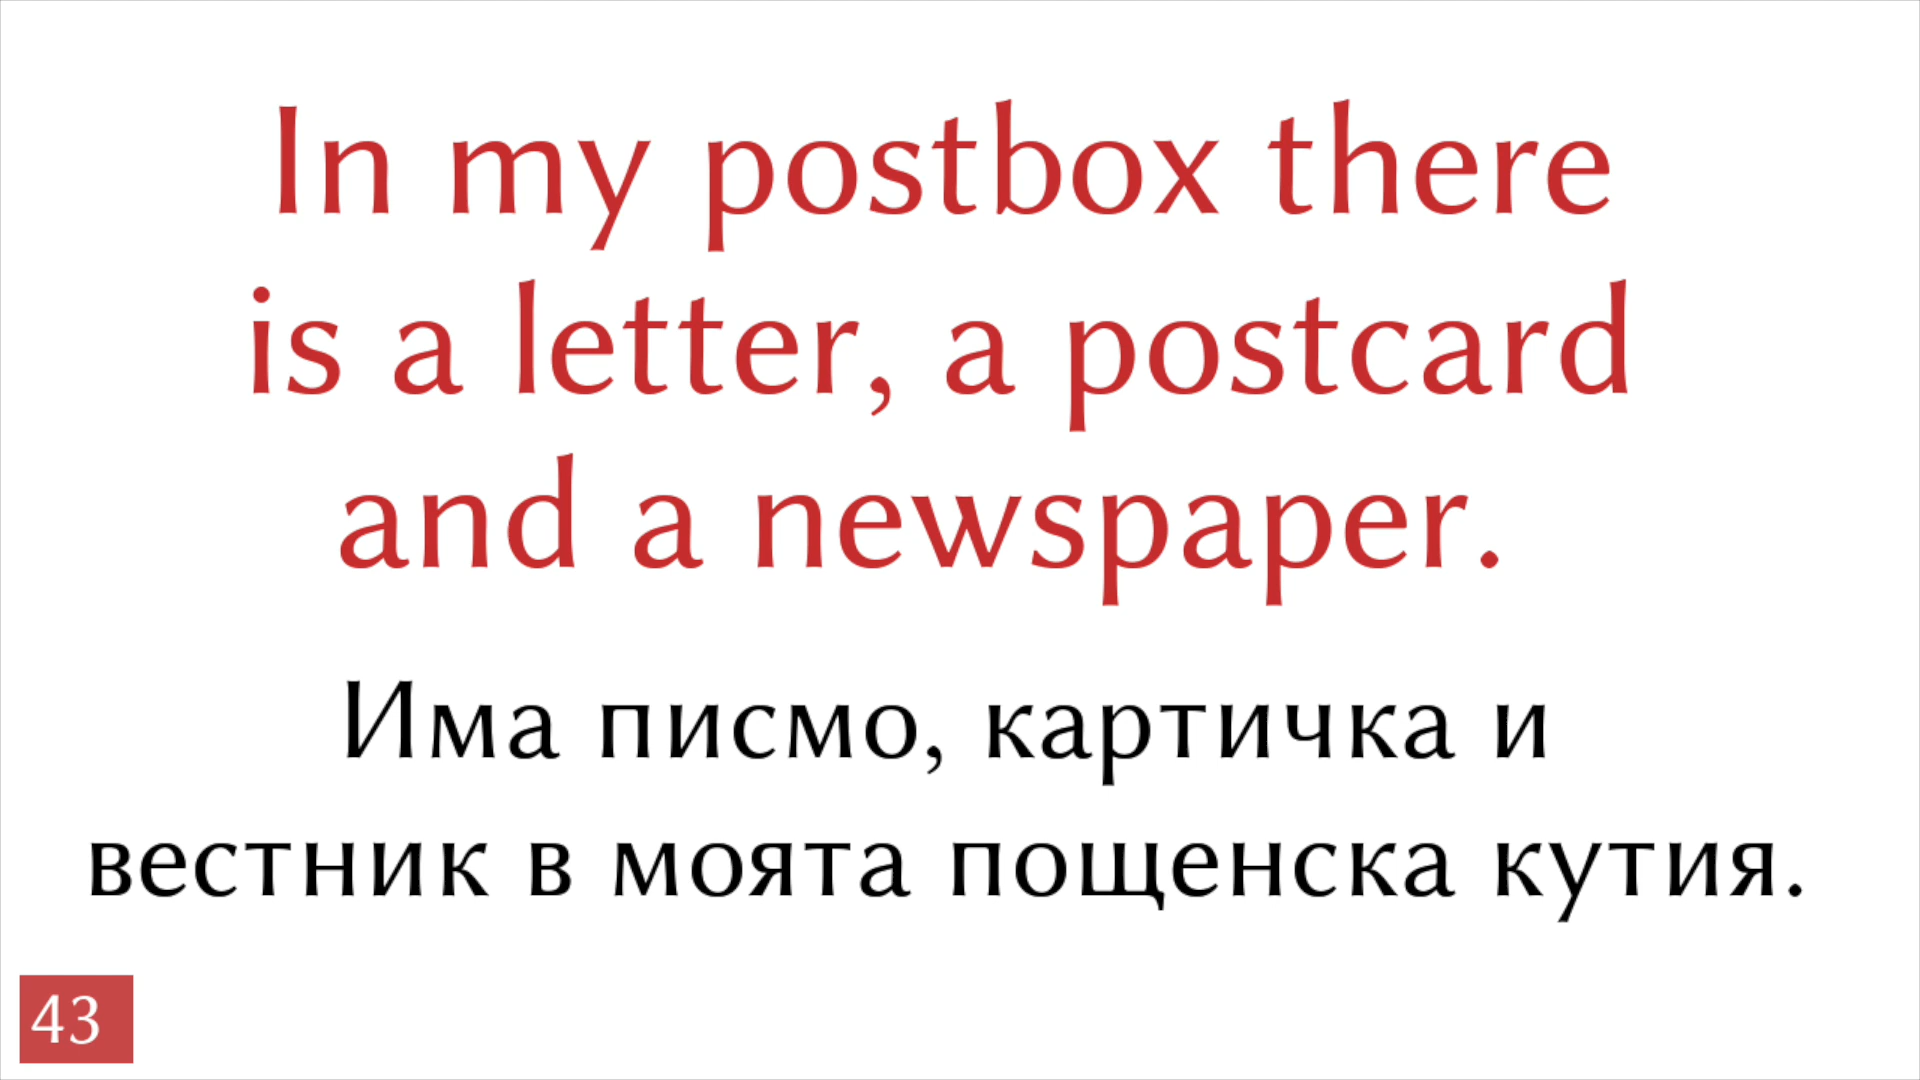 In my postbox there
is a letter, a postcard
and a newspaper.
Има писмо, картичка и
вестник в моята пощенска кутия.
43